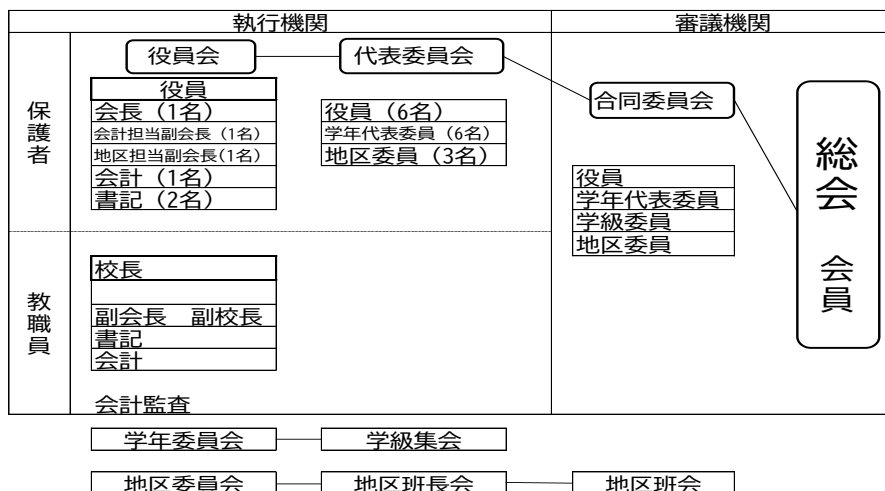 執行機関
審議機関
役員会
代表委員会
合同委員会
総会　会員
保護者
役員
会長（1名）
会計担当副会長（1名）
地区担当副会長(1名）
会計（1名）
書記（2名）
役員（6名）
学年代表委員（6名）
地区委員（3名）
役員
学年代表委員
学級委員
地区委員
教職員
校長
副会長　副校長
書記
会計
会計監査
学年委員会
学級集会
地区委員会
地区班長会
地区班会